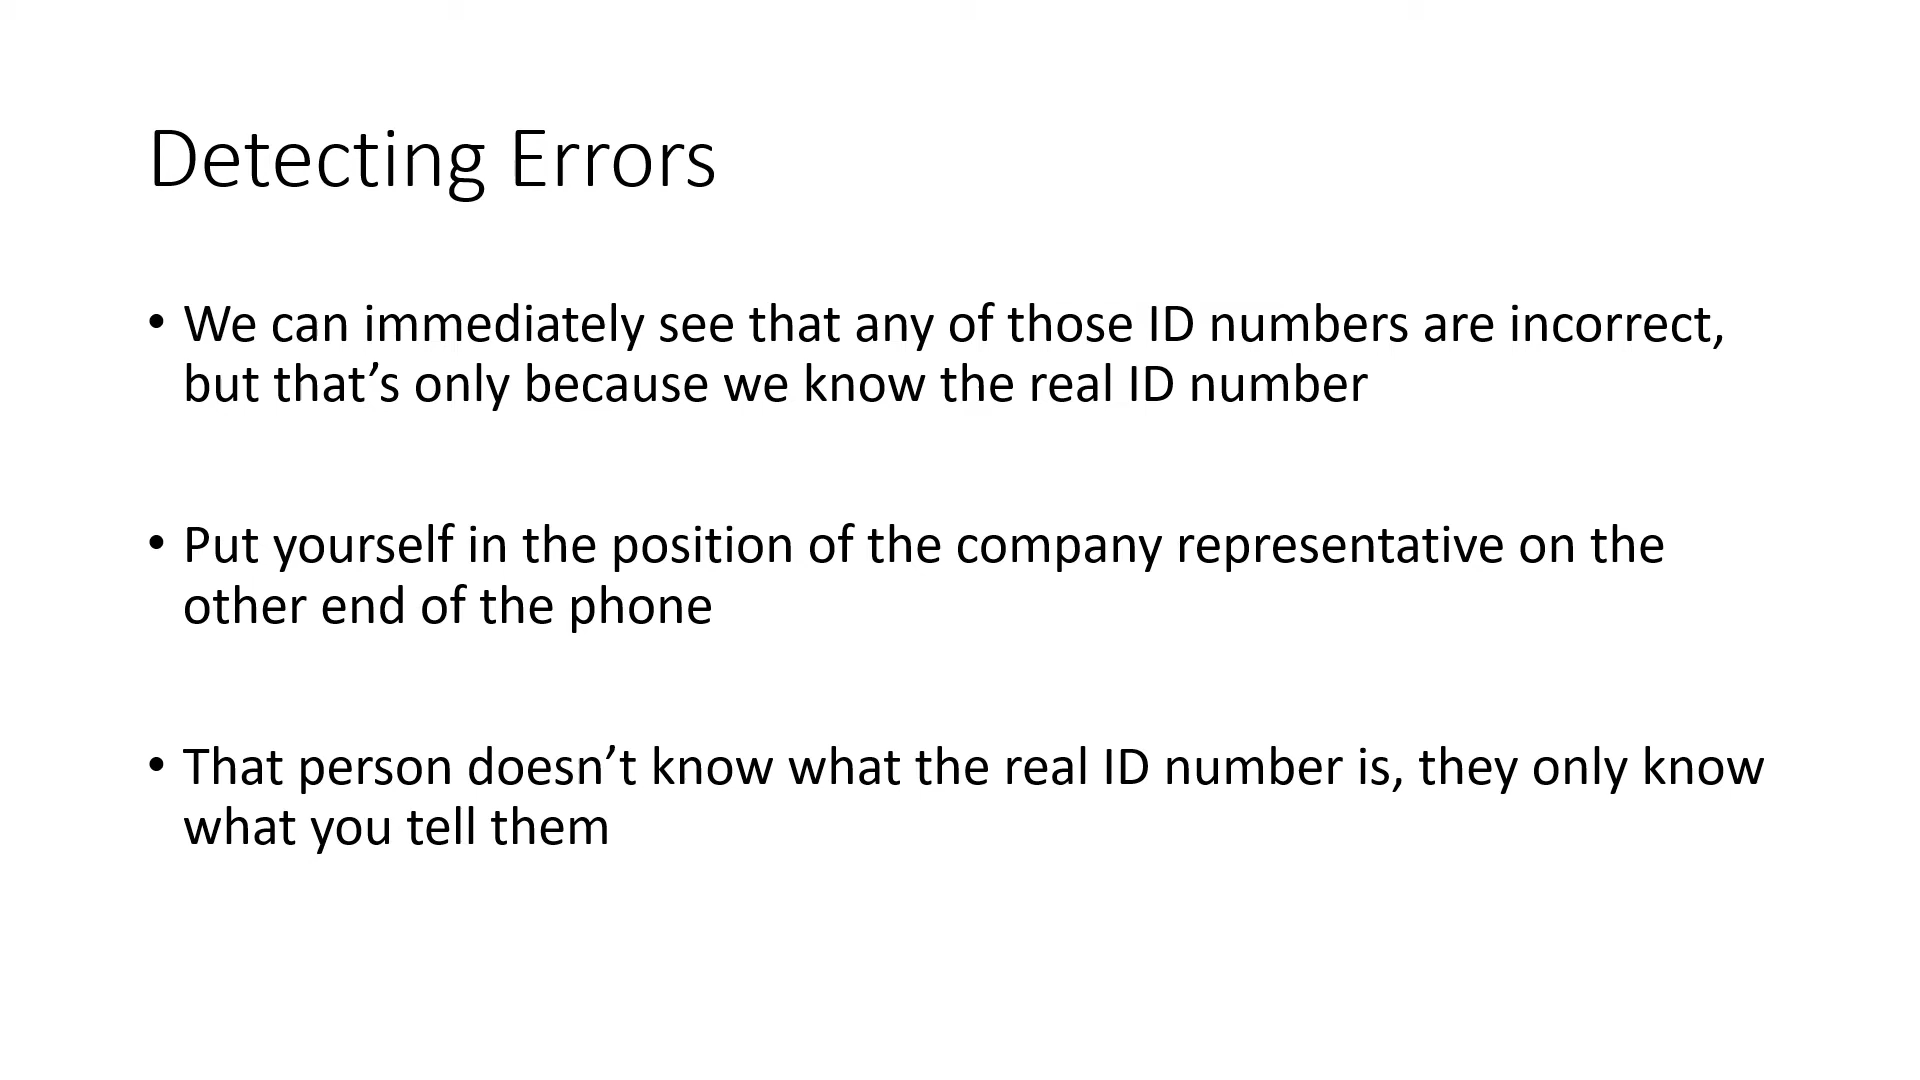 Detecting Errors
• We can immediately see that any of those ID numbers are incorrect,
but that’s only because we know the real ID number
• Put yourself in the position of the company representative on the
other end of the phone
• That person doesn’t know what the real ID number is, they only know
what you tell them